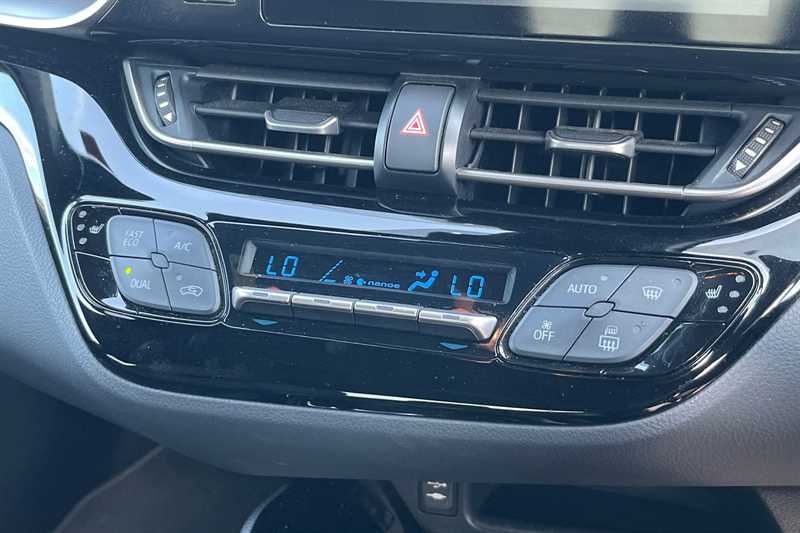 FAST
ECO
A/C
DUAL
LO
nanoe
LO
AUTO
OFF